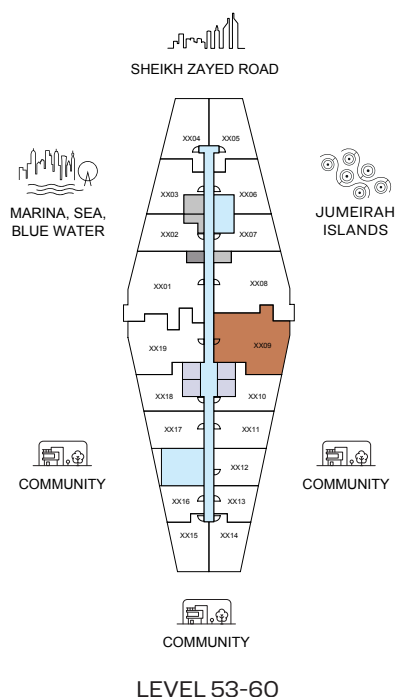 SHEIKH ZAYED ROAD
XX04
XX05
MARINA, SEA,
BLUE WATER
XX03
XX06
JUMEIRAH
ISLANDS
XX02
XX07
XX01
XX08
XX19
XX09
XX18
XX10
XX17
XX11
COMMUNITY
XX12
COMMUNITY
XX16
XX13
XX15
XX14
COMMUNITY
LEVEL 53-60